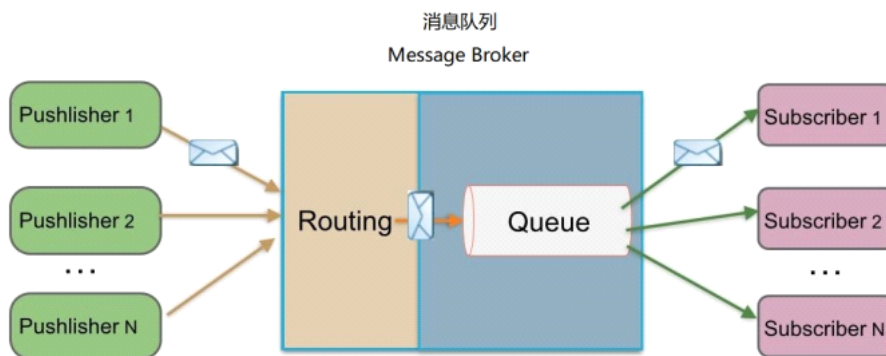 消息队列
Message Broker
Pushlisher 1
Pushlisher 2
...
Pushlisher N
Routing
Queue
Subscriber 1
Subscriber 2
...
Subscriber N